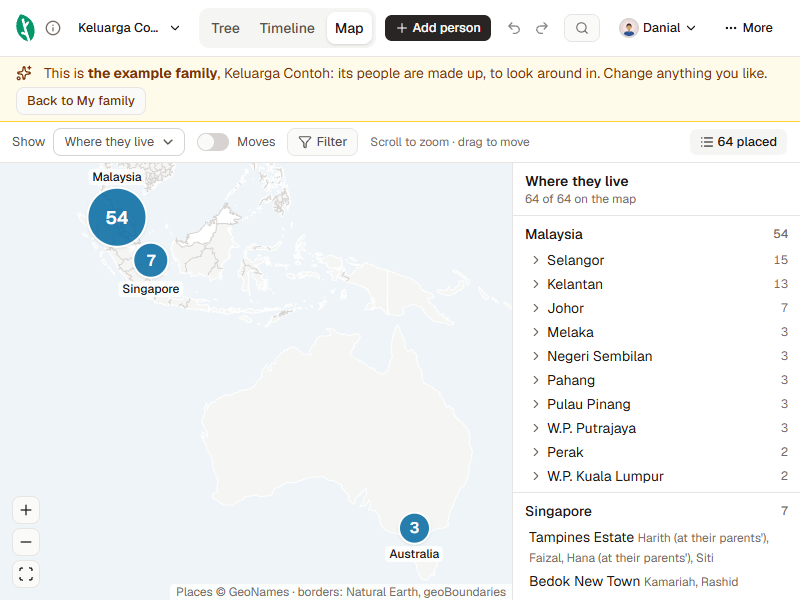 Keluarga Co...
Tree
Timeline
Map
Add person
Danial
More
This is the example family, Keluarga Contoh: its people are made up, to look around in. Change anything you like.
Back to My family
Show
Where they live
Moves
Filter
Scroll to zoom · drag to move
64 placed
Malaysia
54
7
Singapore
3
Australia
Places © GeoNames · borders: Natural Earth, geoBoundaries
Where they live
64 of 64 on the map
Malaysia 54
Selangor 15
Kelantan 13
Johor 7
Melaka 3
Negeri Sembilan 3
Pahang 3
Pulau Pinang 3
W.P. Putrajaya 3
Perak 2
W.P. Kuala Lumpur 2
Singapore 7
Tampines Estate Harith (at their parents'),
Faizal, Hana (at their parents'), Siti
Bedok New Town Kamariah, Rashid